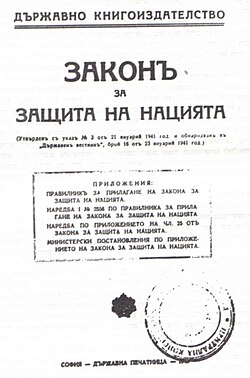 ДЪРЖАВНО КНИГОИЗДАТЕЛСТВО
ЗАКОНЪ
ЗА
ЗАЩИТА НА НАЦИЯТА
(Утвърденъ съ указъ № 3 отъ 21 януарий 1941 год. и обнародванъ въ
„Държавенъ вестникъ“, брой 16 отъ 23 януарий 1941 год.)
ПРИЛОЖЕНИЯ:
ПРАВИЛНИКЪ ЗА ПРИЛАГАНЕ НА ЗАКОНА ЗА
ЗАЩИТА НА НАЦИЯТА.
НАРЕДБА I № 2556 ПО ПРАВИЛНИКА ЗА ПРИЛА
ГАНЕ НА ЗАКОНА ЗА ЗАЩИТА НА НАЦИЯТА
НАРЕДБА ПО ПРИЛОЖЕНИЕТО НА ЧЛ. 25 ОТЪ
ЗАКОНА ЗА ЗАЩИТА НА НАЦИЯТА.
МИНИСТЕРСКИ ПОСТАНОВЛЕНИЯ ПО ПРИЛОЖЕ-
НИЕТО НА ЗАКОНА ЗА ЗАЩИТА НА НАЦИЯТА.
СОФИЯ — ДЪРЖАВНА ПЕЧАТНИЦА —